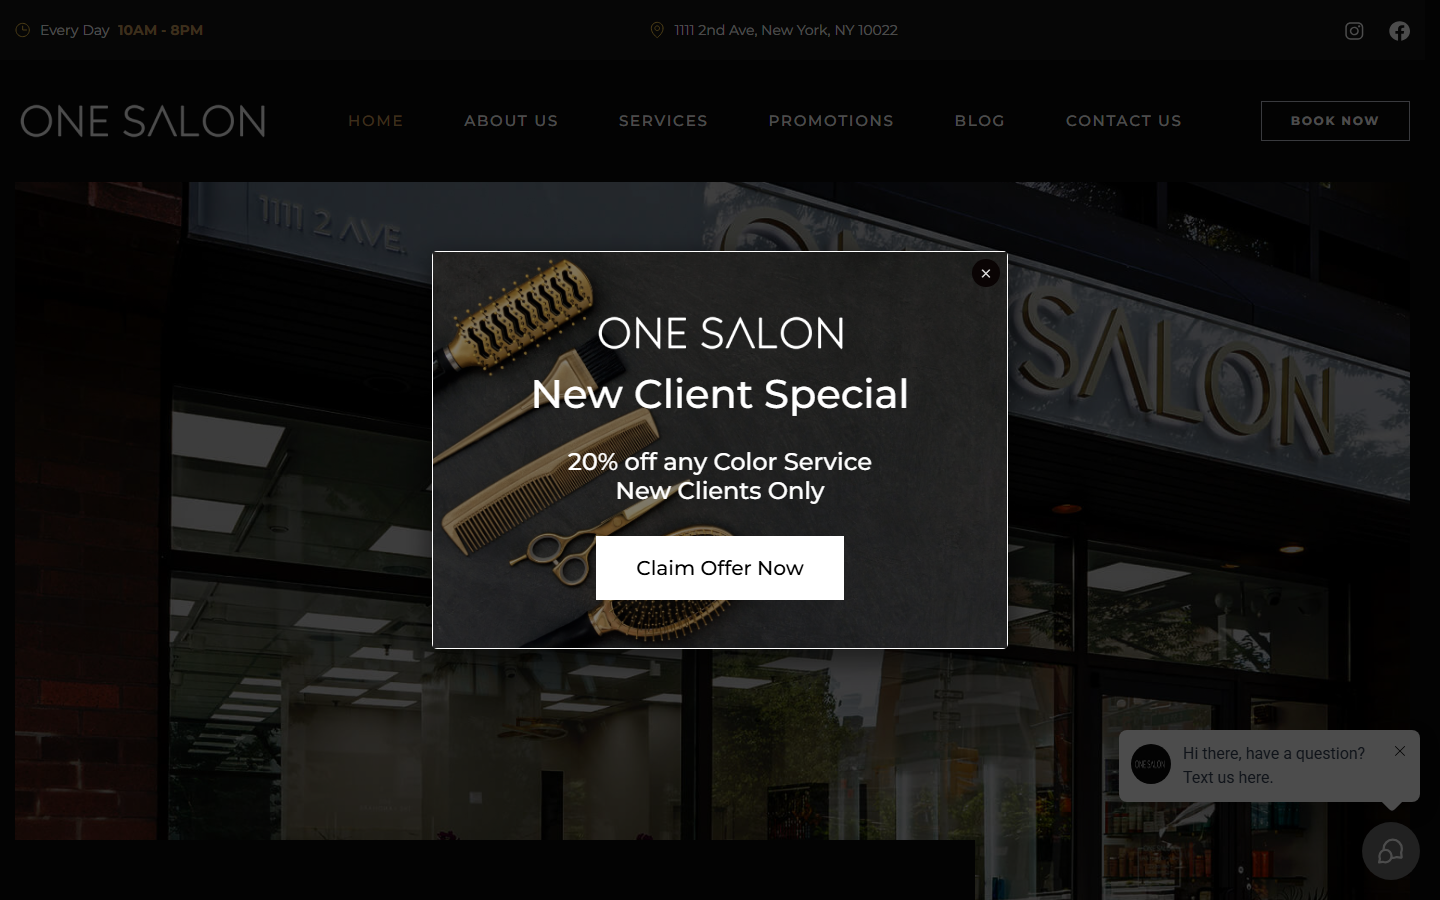 Every Day 10AM - 8PM
1111 2nd Ave, New York, NY 10022
ONE SALON
HOME
ABOUT US
SERVICES
PROMOTIONS
BLOG
CONTACT US
BOOK NOW
1111 2 AVE.
SALON
ONE SALON
New Client Special
20% off any Color Service
New Clients Only
Claim Offer Now
Hi there, have a question?
Text us here.
ONE SALON